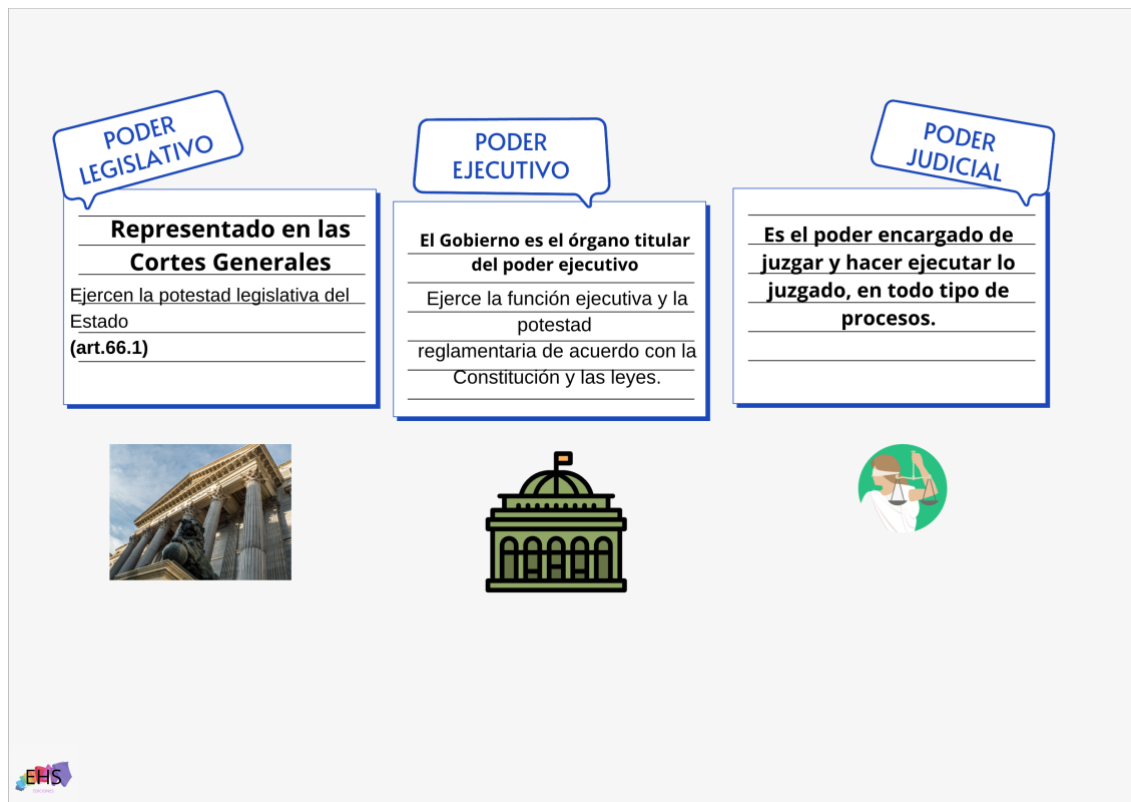 PODER
LEGISLATIVO
Representado en las
Cortes Generales
Ejercen la potestad legislativa del
Estado
(art.66.1)
PODER
EJECUTIVO
El Gobierno es el órgano titular
del poder ejecutivo
Ejerce la función ejecutiva y la
potestad
reglamentaria de acuerdo con la
Constitución y las leyes.
PODER
JUDICIAL
Es el poder encargado de
juzgar y hacer ejecutar lo
juzgado, en todo tipo de
procesos.
EHS
EDICIONES